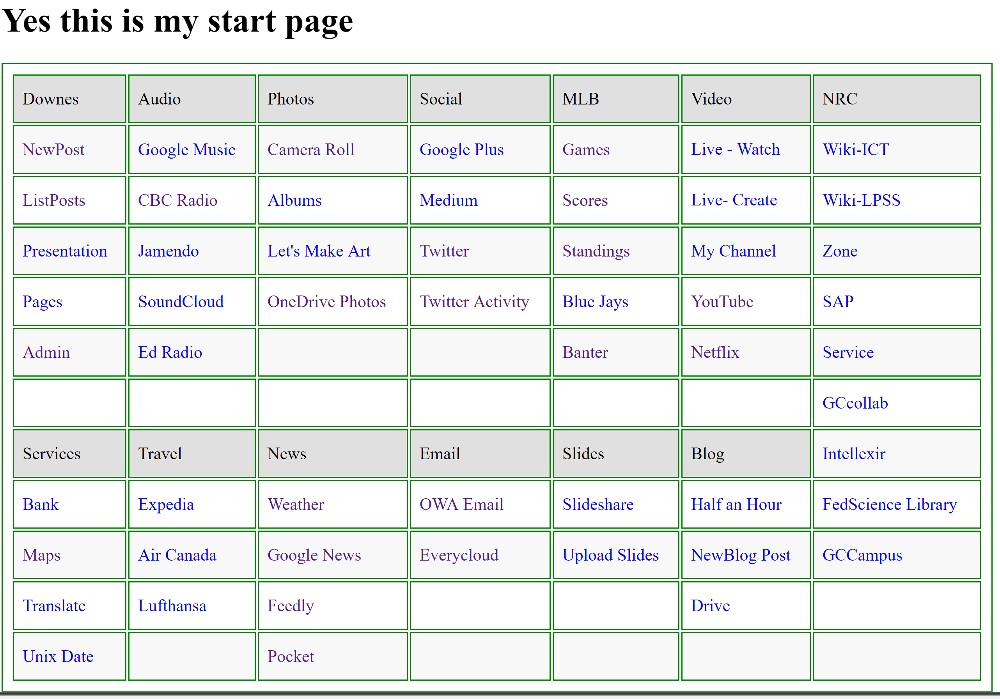 Yes this is my start page
Downes Audio Photos Social MLB Video NRC
NewPost Google Music Camera Roll Google Plus Games Live - Watch Wiki-ICT
ListPosts CBC Radio Albums Medium Scores Live- Create Wiki-LPSS
Presentation Jamendo Let's Make Art Twitter Standings My Channel Zone
Pages SoundCloud OneDrive Photos Twitter Activity Blue Jays YouTube SAP
Admin Ed Radio Banter Netflix Service
GCcollab
Services Travel News Email Slides Blog Intellexir
Bank Expedia Weather OWA Email Slideshare Half an Hour FedScience Library
Maps Air Canada Google News Everycloud Upload Slides NewBlog Post GCCampus
Translate Lufthansa Feedly Drive
Unix Date Pocket